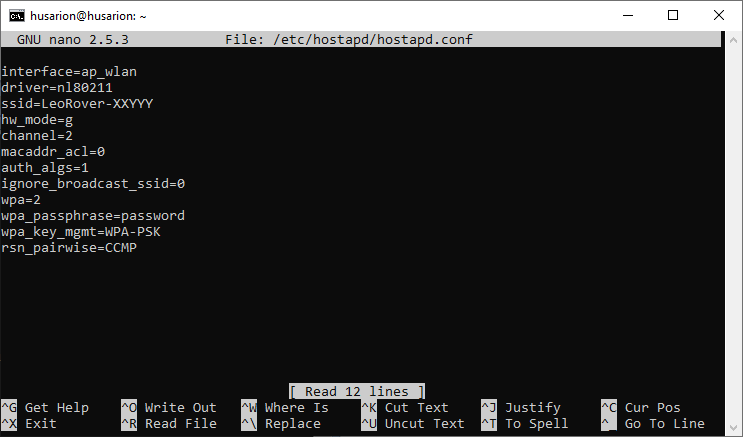 husarion@husarion: ~
GNU nano 2.5.3 File: /etc/hostapd/hostapd.conf
interface=ap_wlan
driver=nl80211
ssid=LeoRover-XXYYY
hw_mode=g
channel=2
macaddr_acl=0
auth_algs=1
ignore_broadcast_ssid=0
wpa=2
wpa_passphrase=password
wpa_key_mgmt=WPA-PSK
rsn_pairwise=CCMP
[ Read 12 lines ]
^G Get Help ^O Write Out ^W Where Is ^K Cut Text ^J Justify ^C Cur Pos
^X Exit ^R Read File ^\ Replace ^U Uncut Text ^T To Spell ^_ Go To Line